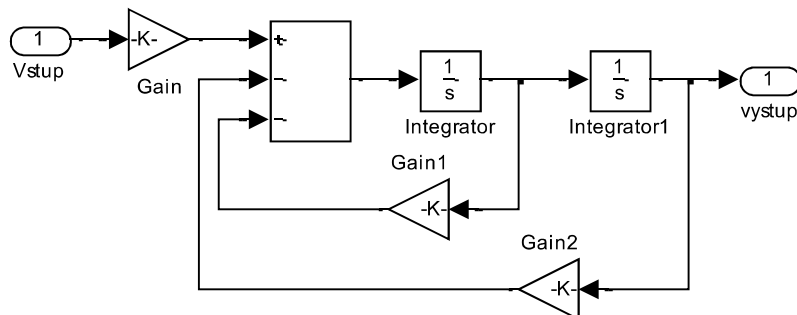 1
Vstup
-K-
Gain
+
-
-
1
s
Integrator
1
s
Integrator1
1
vystup
Gain1
-K-
Gain2
-K-